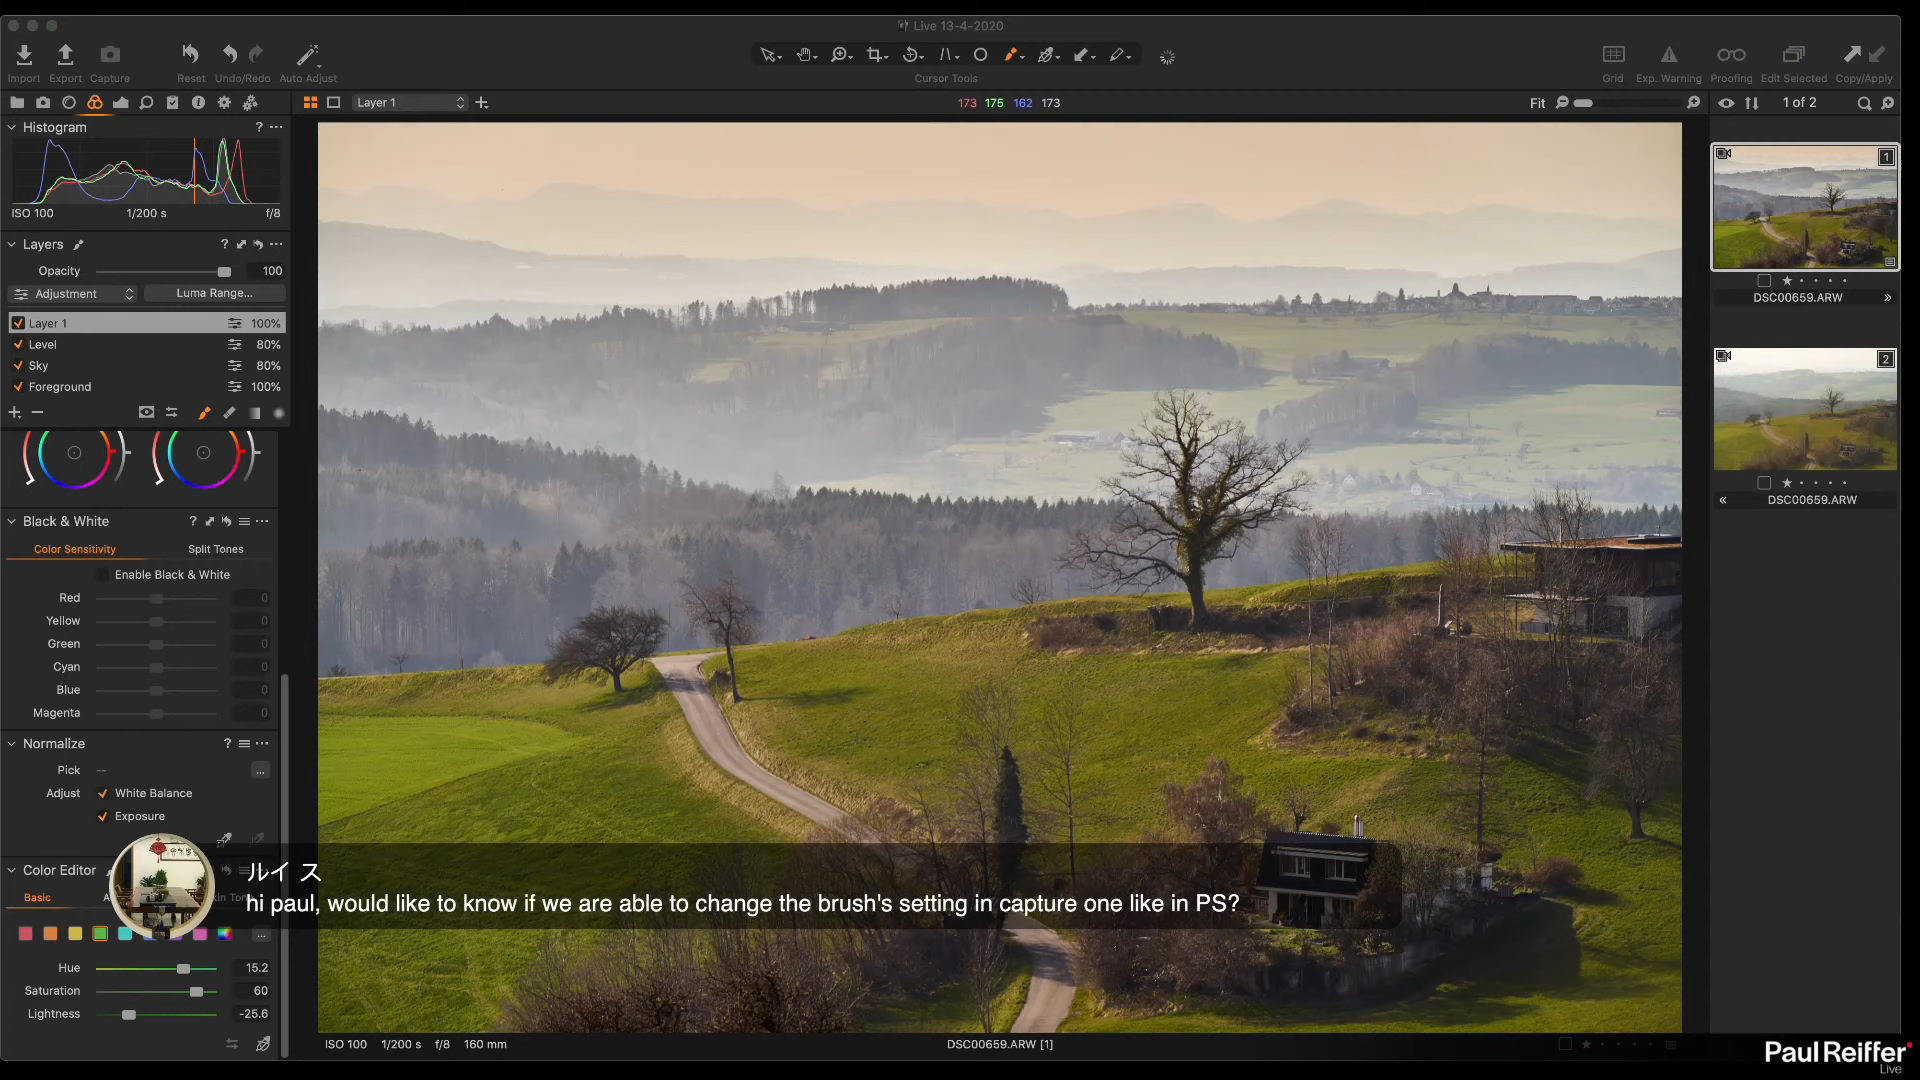 Live 13-4-2020
Import Export Capture Reset Undo/Redo Auto Adjust Cursor Tools Grid Exp. Warning Proofing Edit Selected Copy/Apply
Layer 1 173 175 162 173 Fit 1 of 2
Histogram ?
ISO 100 1/200 s f/8
Layers ?
Opacity 100
Adjustment Luma Range...
Layer 1 100%
Level 80%
Sky 80%
Foreground 100%
Black & White ?
Color Sensitivity Split Tones
Enable Black & White
Red 0
Yellow 0
Green 0
Cyan 0
Blue 0
Magenta 0
Normalize ?
Pick -- ...
Adjust White Balance
Exposure
Color Editor
Basic
ルイ ス
hi paul, would like to know if we are able to change the brush's setting in capture one like in PS?
Hue 15.2
Saturation 60
Lightness -25.6
ISO 100 1/200 s f/8 160 mm DSC00659.ARW [1]
1
DSC00659.ARW
2
DSC00659.ARW
Paul Reiffer
Live